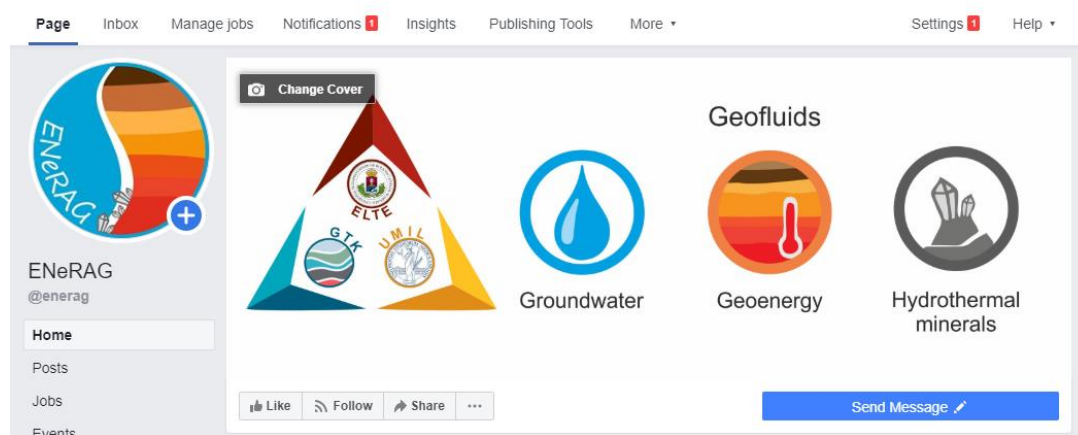 Page Inbox Manage jobs Notifications 1 Insights Publishing Tools More Settings 1 Help
ENeRAG
Change Cover
Geofluids
ELTE
GTK
UMIL
Groundwater Geoenergy Hydrothermal
minerals
ENeRAG
@enerag
Home
Posts
Jobs
Events
Like Follow Share ...
Send Message